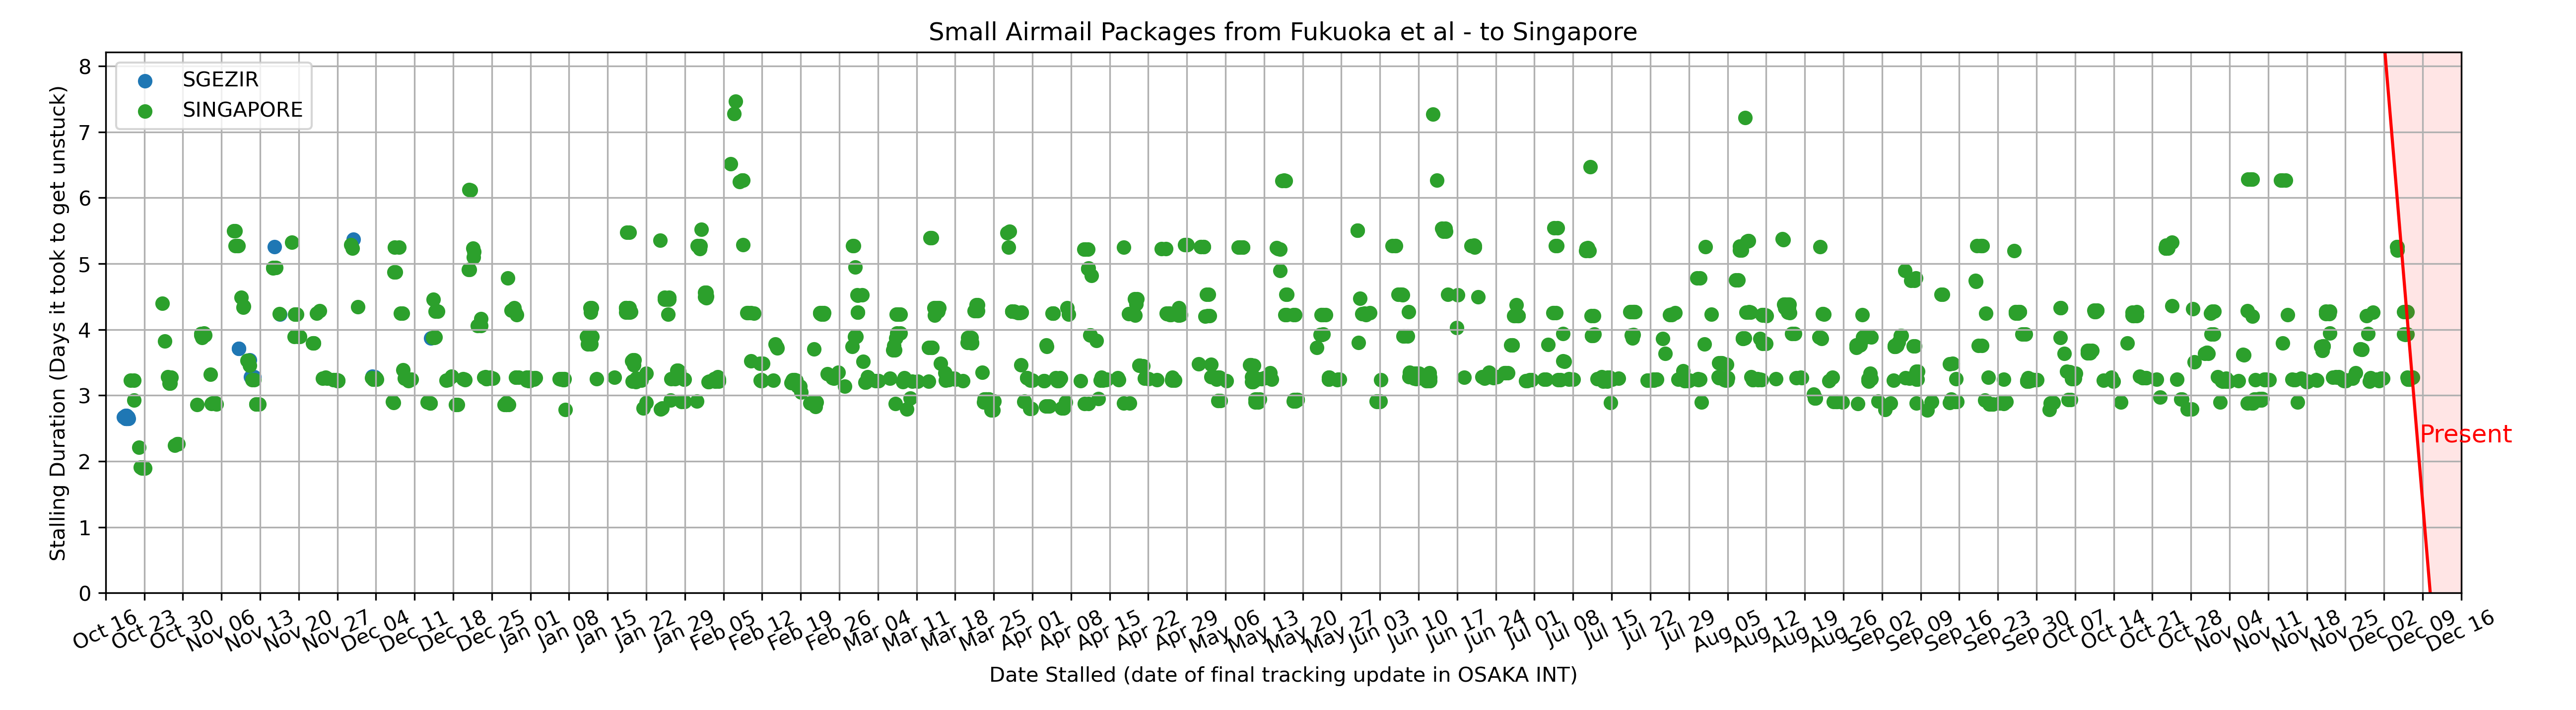 Small Airmail Packages from Fukuoka et al - to Singapore
SGEZIR
SINGAPORE
Stalling Duration (Days it took to get unstuck)
8
7
6
5
4
3
2
1
0
Present
Oct 16 Oct 23 Oct 30 Nov 06 Nov 13 Nov 20 Nov 27 Dec 04 Dec 11 Dec 18 Dec 25 Jan 01 Jan 08 Jan 15 Jan 22 Jan 29 Feb 05 Feb 12 Feb 19 Feb 26 Mar 04 Mar 11 Mar 18 Mar 25 Apr 01 Apr 08 Apr 15 Apr 22 Apr 29 May 06 May 13 May 20 May 27 Jun 03 Jun 10 Jun 17 Jun 24 Jul 01 Jul 08 Jul 15 Jul 22 Jul 29 Aug 05 Aug 12 Aug 19 Aug 26 Sep 02 Sep 09 Sep 16 Sep 23 Sep 30 Oct 07 Oct 14 Oct 21 Oct 28 Nov 04 Nov 11 Nov 18 Nov 25 Dec 02 Dec 09 Dec 16
Date Stalled (date of final tracking update in OSAKA INT)